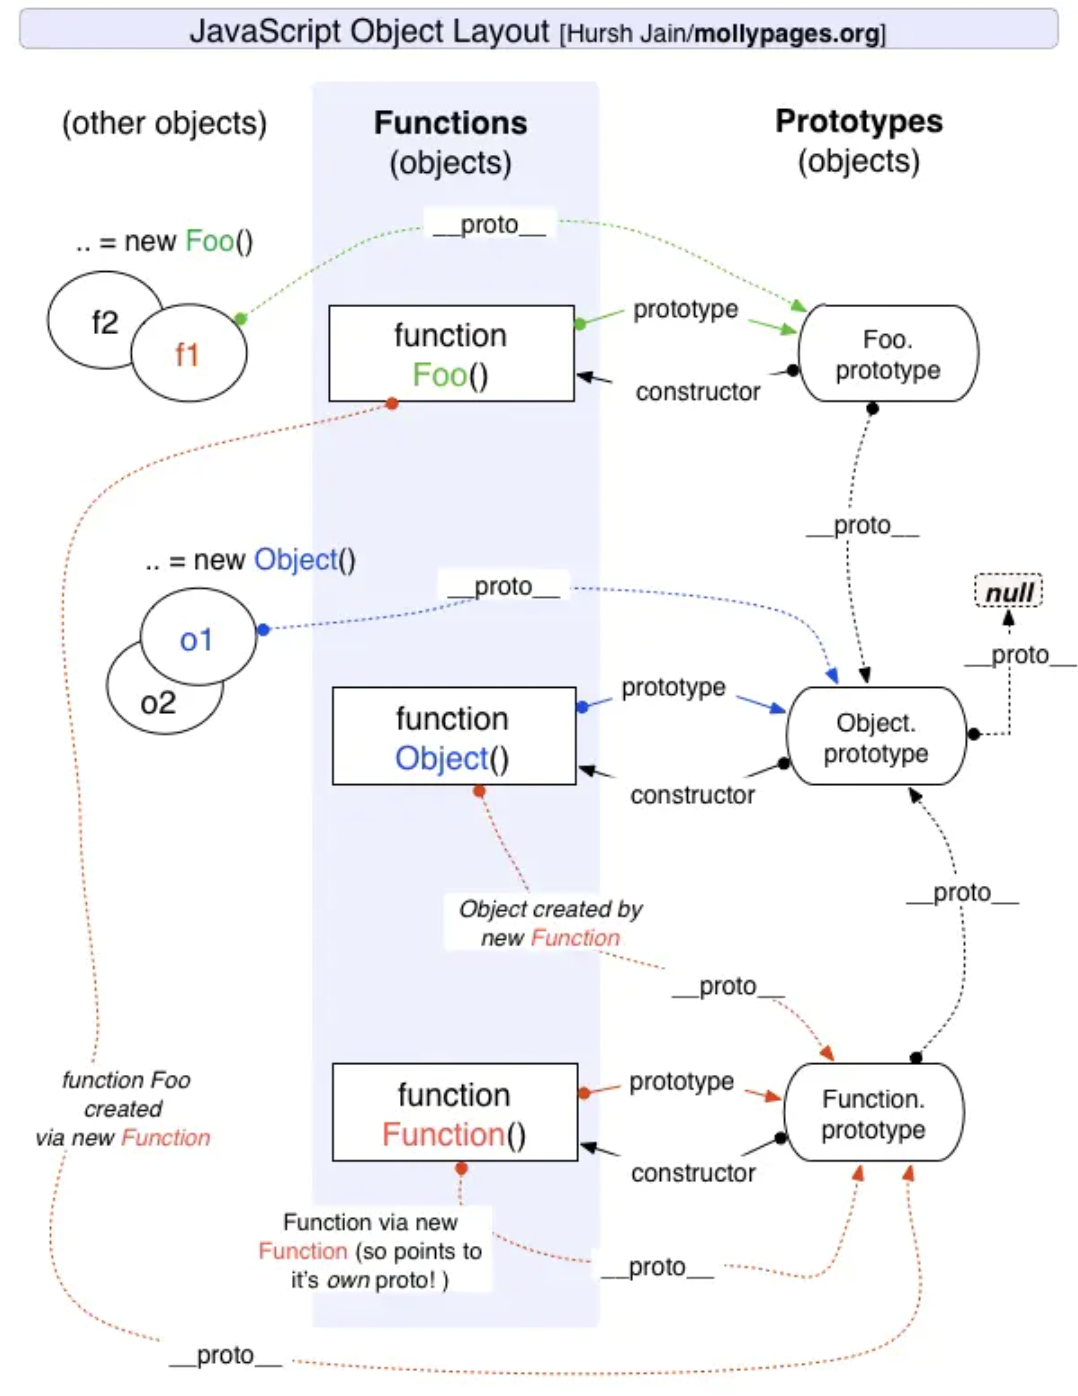 JavaScript Object Layout [Hursh Jain/mollypages.org]
(other objects)
Functions
(objects)
Prototypes
(objects)
__proto__
.. = new Foo()
f2
f1
function
Foo()
prototype
constructor
Foo.
prototype
__proto__
.. = new Object()
__proto__
null
__proto__
o1
o2
function
Object()
prototype
constructor
Object.
prototype
Object created by
new Function
__proto__
__proto__
function Foo
created
via new Function
function
Function()
prototype
constructor
Function.
prototype
Function via new
Function (so points to
it's own proto! )
__proto__
__proto__